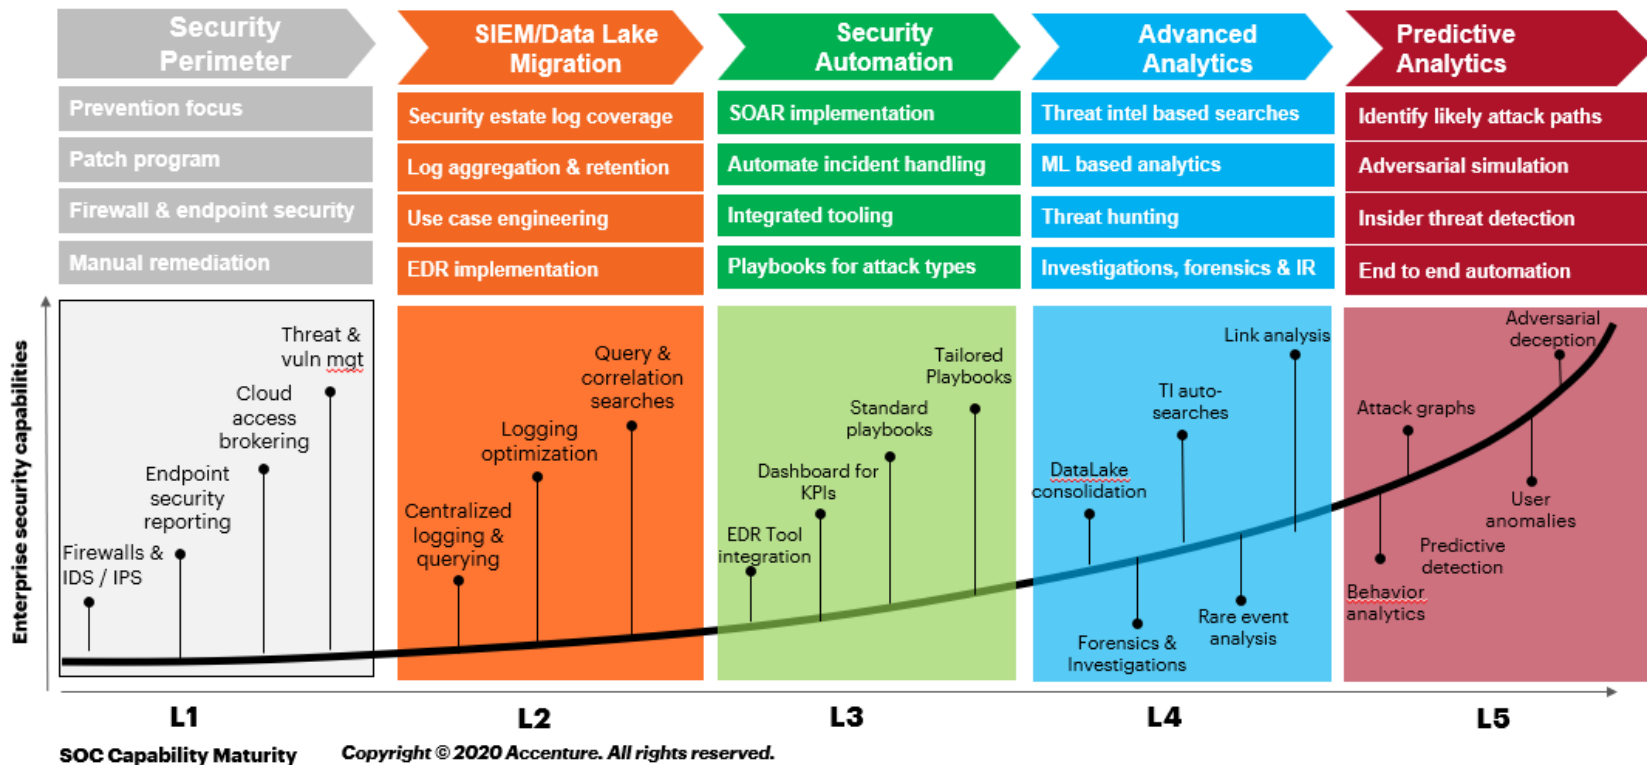 Security
Perimeter
SIEM/Data Lake
Migration
Security
Automation
Advanced
Analytics
Predictive
Analytics
Prevention focus
Patch program
Firewall & endpoint security
Manual remediation
Security estate log coverage
Log aggregation & retention
Use case engineering
EDR implementation
SOAR implementation
Automate incident handling
Integrated tooling
Playbooks for attack types
Threat intel based searches
ML based analytics
Threat hunting
Investigations, forensics & IR
Identify likely attack paths
Adversarial simulation
Insider threat detection
End to end automation
Enterprise security capabilities
Firewalls &
IDS / IPS
Endpoint
security
reporting
Cloud
access
brokering
Threat &
vuln mgt
Centralized
logging &
querying
Logging
optimization
Query &
correlation
searches
EDR Tool
integration
Dashboard for
KPIs
Standard
playbooks
Tailored
Playbooks
DataLake
consolidation
Forensics &
Investigations
TI auto-
searches
Rare event
analysis
Link analysis
Behavior
analytics
Attack graphs
Predictive
detection
User
anomalies
Adversarial
deception
L1
L2
L3
L4
L5
SOC Capability Maturity
Copyright © 2020 Accenture. All rights reserved.